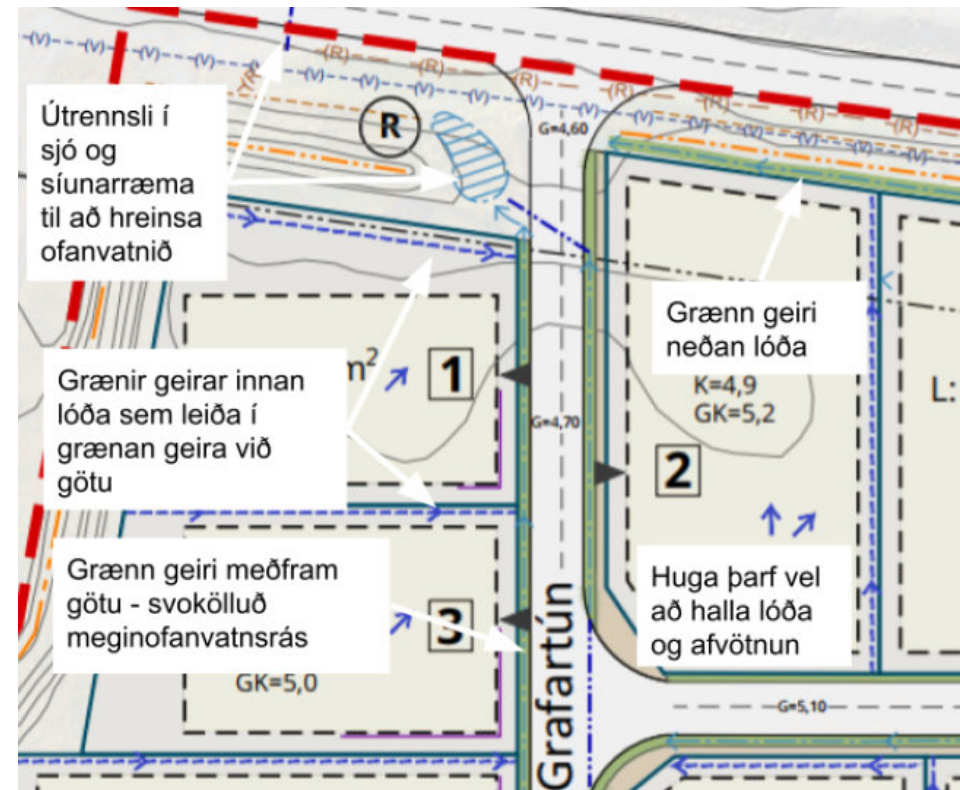 -(V)- -(V)- -(V)- -(V)- -(V)- -(V)- -(V)- -(V)- -(V)-
-(R)- -(R)- -(R)- -(R)- -(R)- -(R)-
Útrennsli í
sjó og
síunarræma
til að hreinsa
ofanvatnið
R
G=4,60
Grænn geiri
neðan lóða
Grænir geirar innan
lóða sem leiða í
grænan geira við
götu
m²
1
G=4,70
K=4,9
GK=5,2
L:
2
Grænn geiri meðfram
götu - svokölluð
meginofanvatnsrás
3
GK=5,0
Grafartún
Huga þarf vel
að halla lóða
og afvötnun
G=5,10